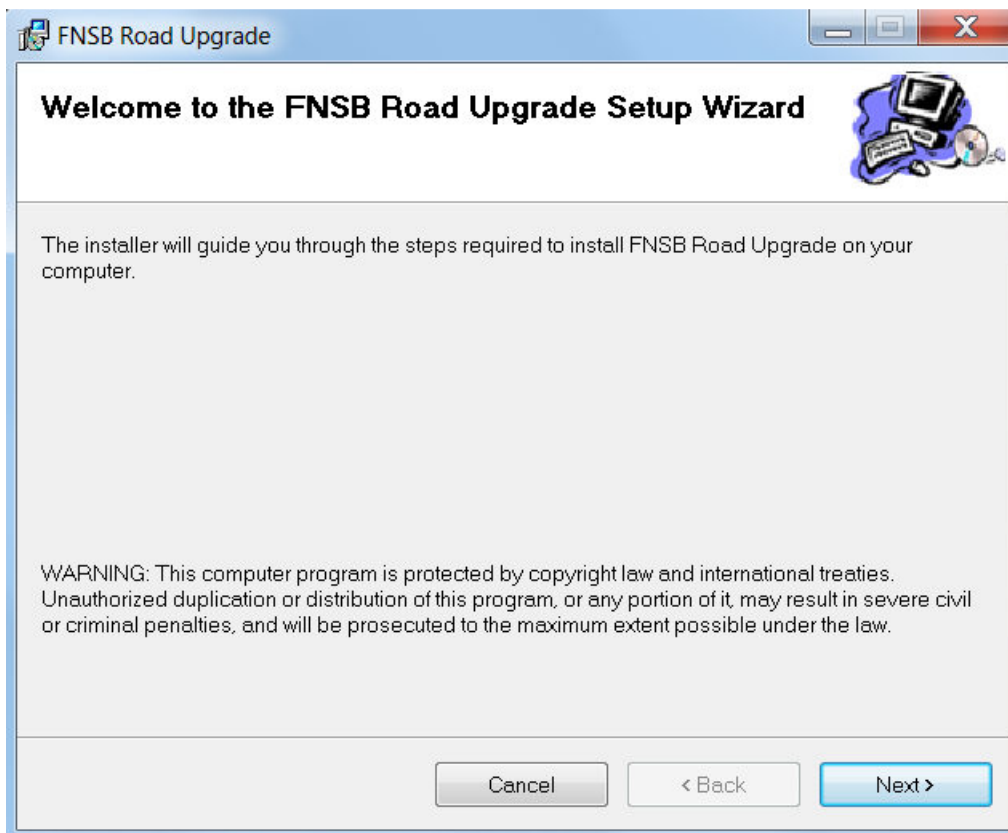 FNSB Road Upgrade
Welcome to the FNSB Road Upgrade Setup Wizard
The installer will guide you through the steps required to install FNSB Road Upgrade on your
computer.
WARNING: This computer program is protected by copyright law and international treaties.
Unauthorized duplication or distribution of this program, or any portion of it, may result in severe civil
or criminal penalties, and will be prosecuted to the maximum extent possible under the law.
Cancel
< Back
Next >